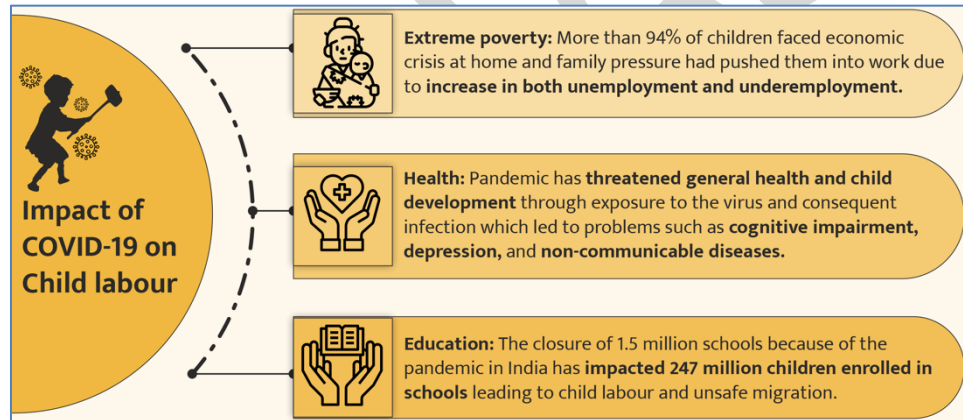 Impact of
COVID-19 on
Child labour
Extreme poverty: More than 94% of children faced economic
crisis at home and family pressure had pushed them into work due
to increase in both unemployment and underemployment.
Health: Pandemic has threatened general health and child
development through exposure to the virus and consequent
infection which led to problems such as cognitive impairment,
depression, and non-communicable diseases.
Education: The closure of 1.5 million schools because of the
pandemic in India has impacted 247 million children enrolled in
schools leading to child labour and unsafe migration.